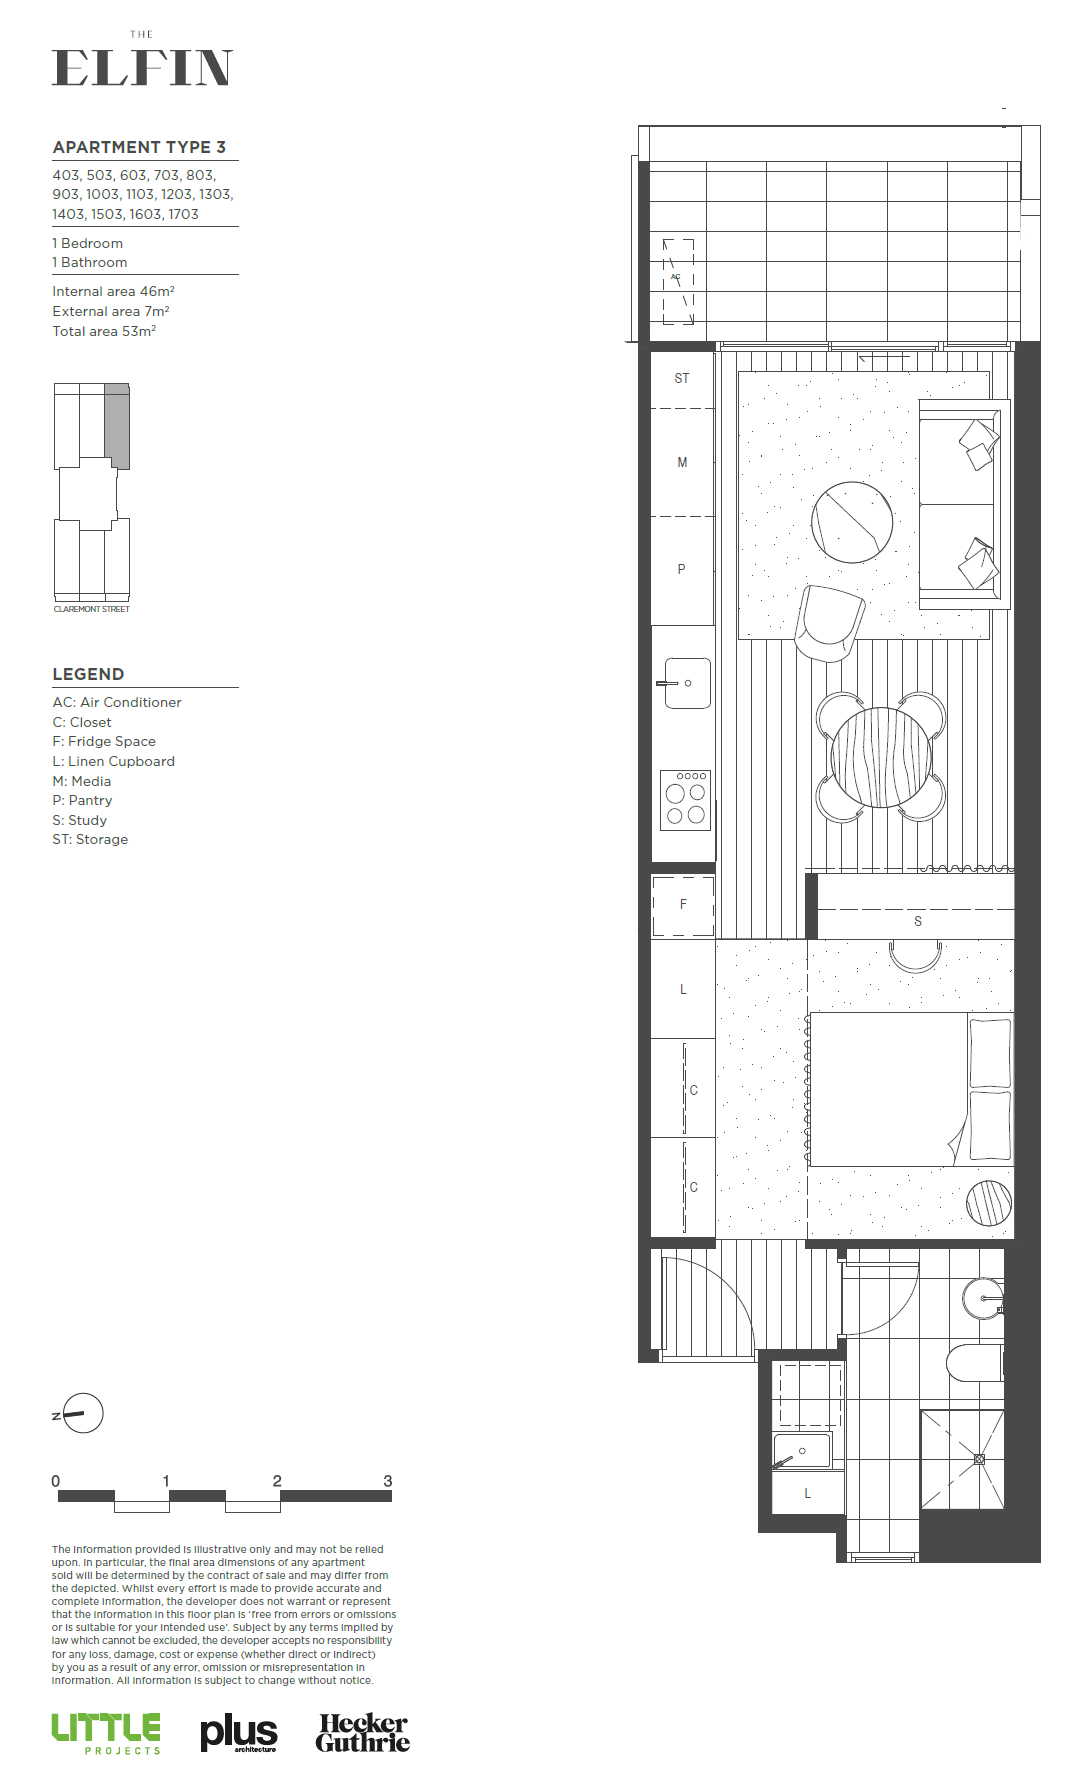 THE
ELFIN
APARTMENT TYPE 3
403, 503, 603, 703, 803,
903, 1003, 1103, 1203, 1303,
1403, 1503, 1603, 1703
1 Bedroom
1 Bathroom
Internal area 46m²
External area 7m²
Total area 53m²
CLAREMONT STREET
LEGEND
AC: Air Conditioner
C: Closet
F: Fridge Space
L: Linen Cupboard
M: Media
P: Pantry
S: Study
ST: Storage
AC
ST
M
P
F
S
L
C
C
L
N
0 1 2 3
The information provided is illustrative only and may not be relied
upon. In particular, the final area dimensions of any apartment
sold will be determined by the contract of sale and may differ from
the depicted. Whilst every effort is made to provide accurate and
complete information, the developer does not warrant or represent
that the information in this floor plan is ‘free from errors or omissions
or is suitable for your intended use’. Subject by any terms implied by
law which cannot be excluded, the developer accepts no responsibility
for any loss, damage, cost or expense (whether direct or indirect)
by you as a result of any error, omission or misrepresentation in
information. All information is subject to change without notice.
LITTLE
PROJECTS
plus
architecture
Hecker
Guthrie